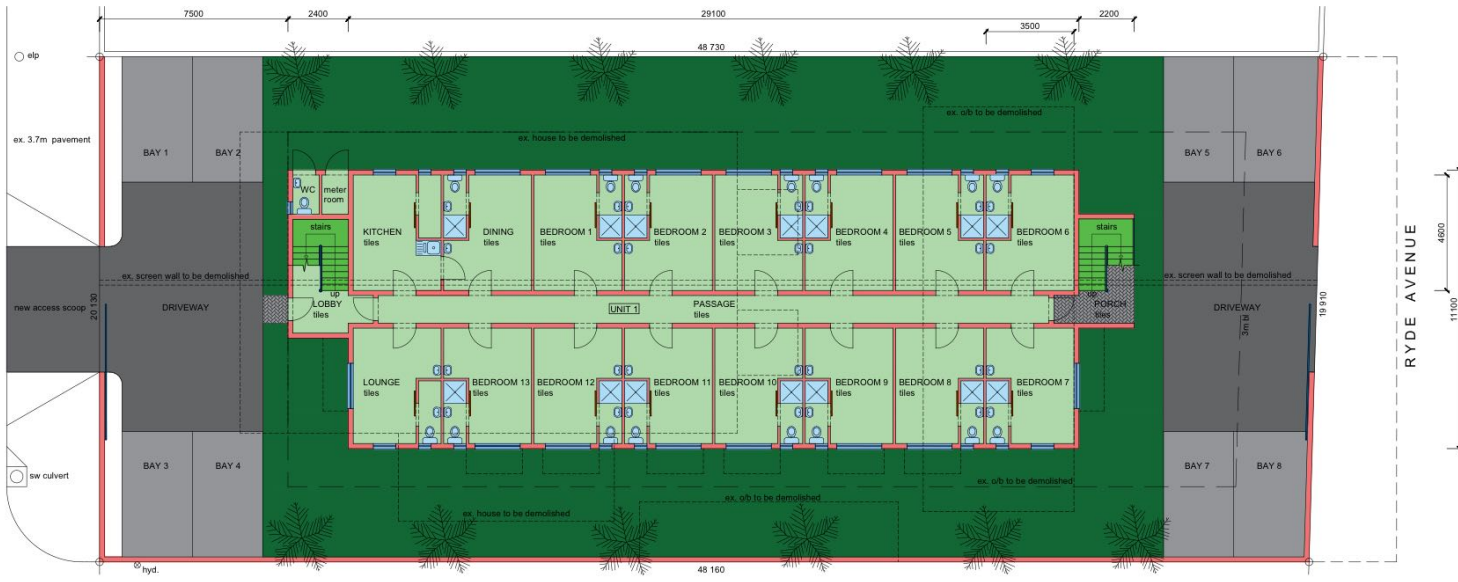 7500
2400
29100
2200
3500
48 730
elp
ex. 3.7m pavement
BAY 1
BAY 2
ex. house to be demolished
ex. o/b to be demolished
BAY 5
BAY 6
WC
meter
room
stairs
KITCHEN
tiles
DINING
tiles
BEDROOM 1
tiles
BEDROOM 2
tiles
BEDROOM 3
tiles
BEDROOM 4
tiles
BEDROOM 5
tiles
BEDROOM 6
tiles
stairs
4600
RYDE AVENUE
11100
ex. screen wall to be demolished
ex. screen wall to be demolished
up
up
new access scoop
20 130
DRIVEWAY
LOBBY
tiles
UNIT 1
PASSAGE
tiles
PORCH
tiles
DRIVEWAY
3m bl
19 910
LOUNGE
tiles
BEDROOM 13
tiles
BEDROOM 12
tiles
BEDROOM 11
tiles
BEDROOM 10
tiles
BEDROOM 9
tiles
BEDROOM 8
tiles
BEDROOM 7
tiles
BAY 3
BAY 4
BAY 7
BAY 8
sw culvert
ex. o/b to be demolished
ex. o/b to be demolished
ex. house to be demolished
hyd.
48 160